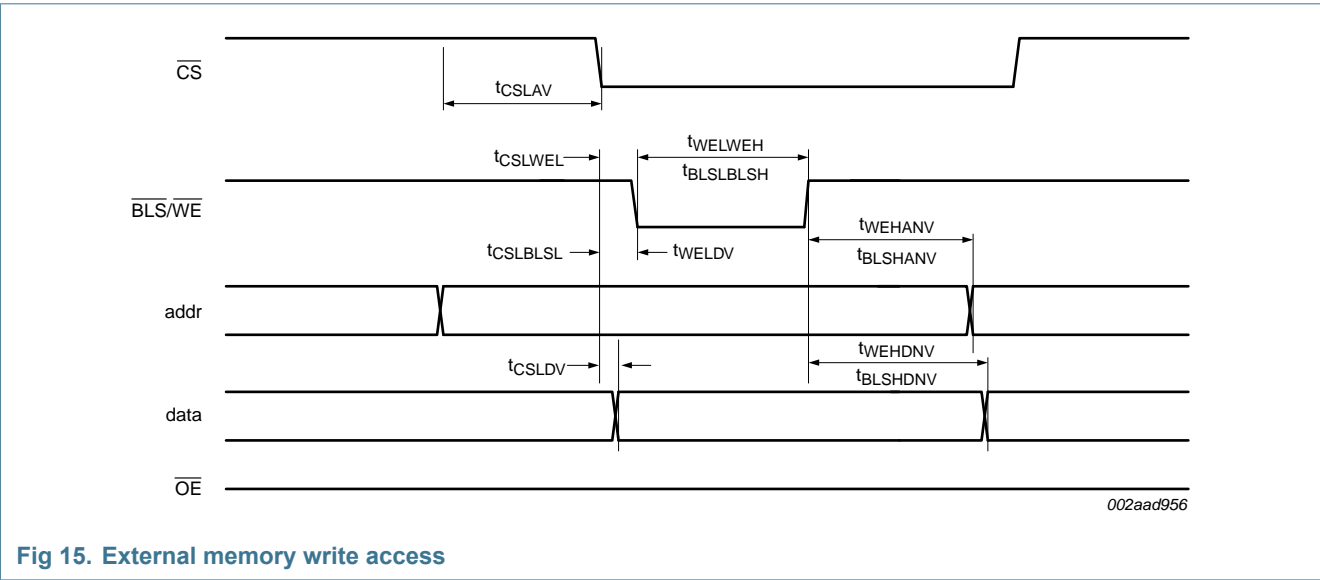 CS
tCSLAV
tCSLWEL
tWELWEH
tBLSLBLSH
BLS/WE
tCSLBLSL
tWELDV
tWEHANV
tBLSHANV
addr
tCSLDV
tWEHDNV
tBLSHDNV
data
OE
002aad956
Fig 15. External memory write access